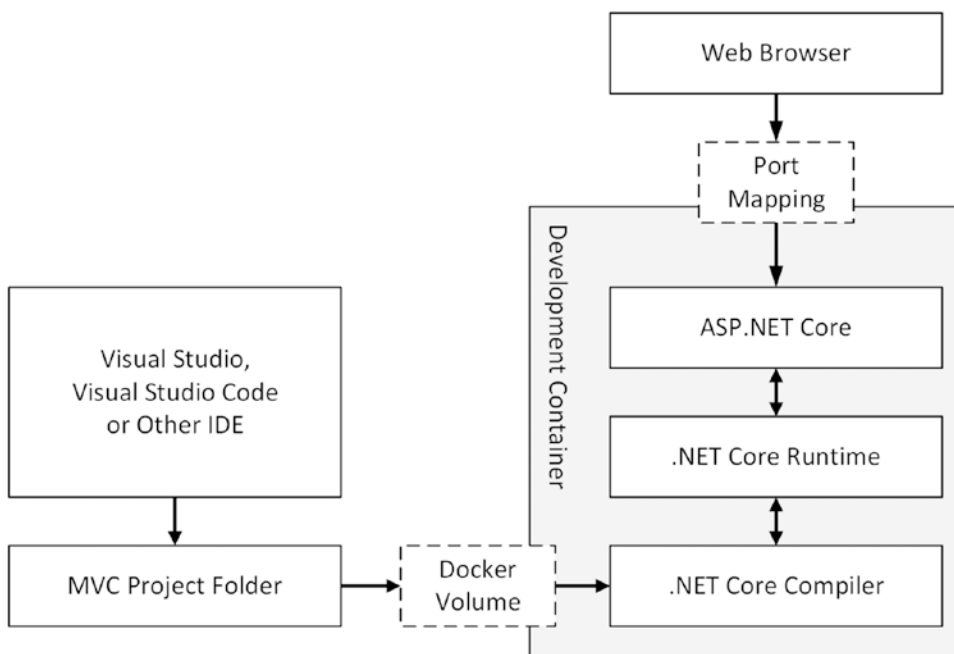 Web Browser
Port
Mapping
Development Container
ASP.NET Core
Visual Studio,
Visual Studio Code
or Other IDE
.NET Core Runtime
MVC Project Folder
Docker
Volume
.NET Core Compiler